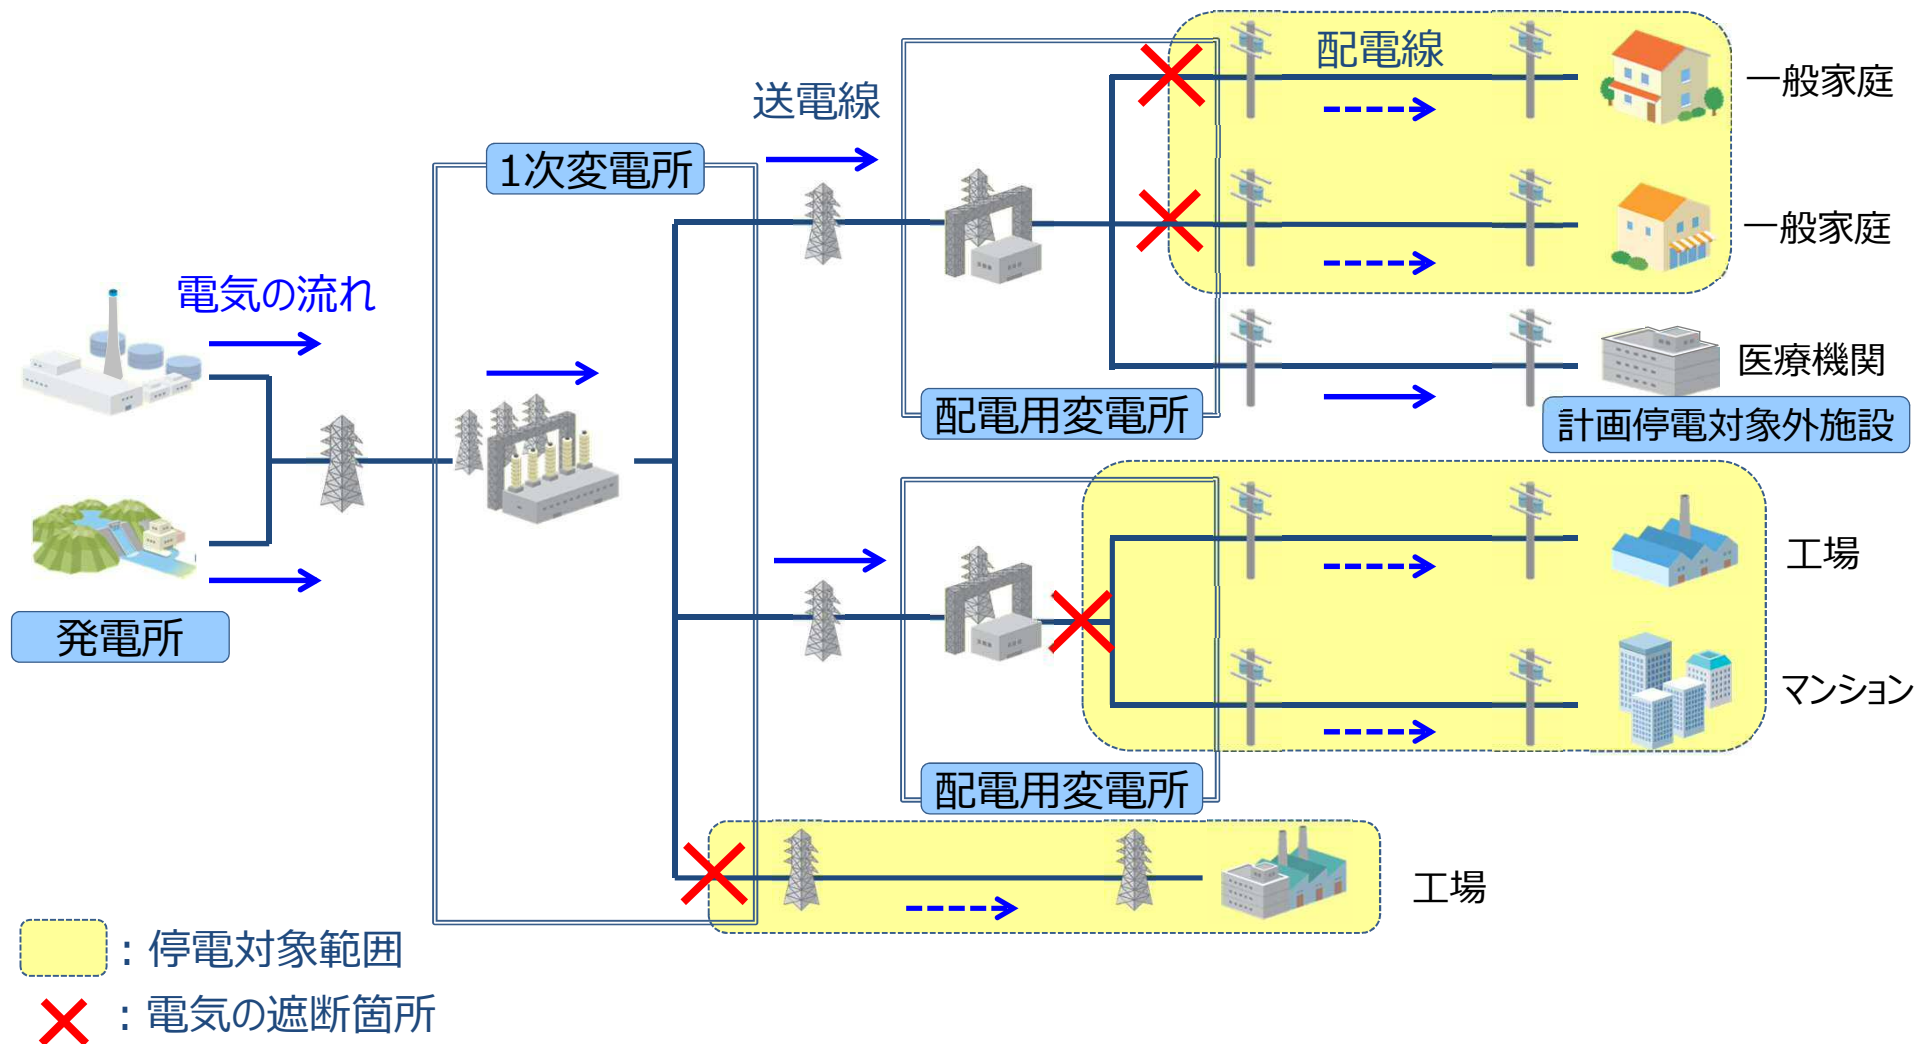 配電線
一般家庭
送電線
1次変電所
一般家庭
電気の流れ
医療機関
配電用変電所
計画停電対象外施設
工場
発電所
マンション
配電用変電所
工場
：停電対象範囲
：電気の遮断箇所